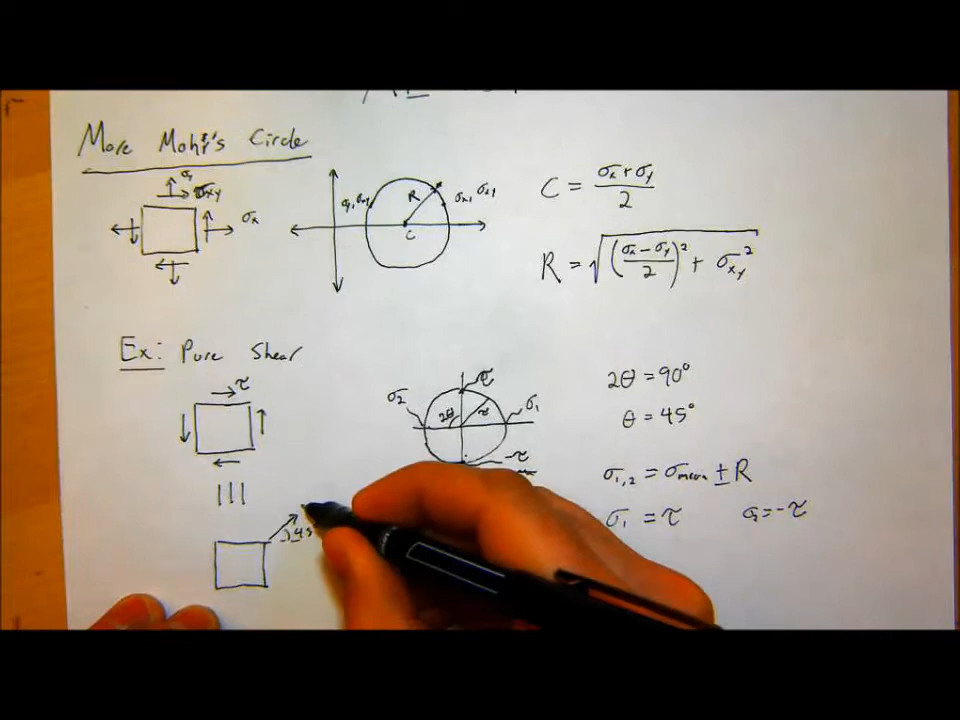 More Mohr's Circle
σy
σxy
σx
σy, σxy
R
σx, σxy
C
C = σx + σy / 2
R = √((σx − σy / 2)² + σxy²)
Ex: Pure Shear
τ
τ
σ2
2θ
τ
σ1
−τ
2θ = 90°
θ = 45°
σ1,2 = σmean ± R
σ1 = τ
σ2 = −τ
45